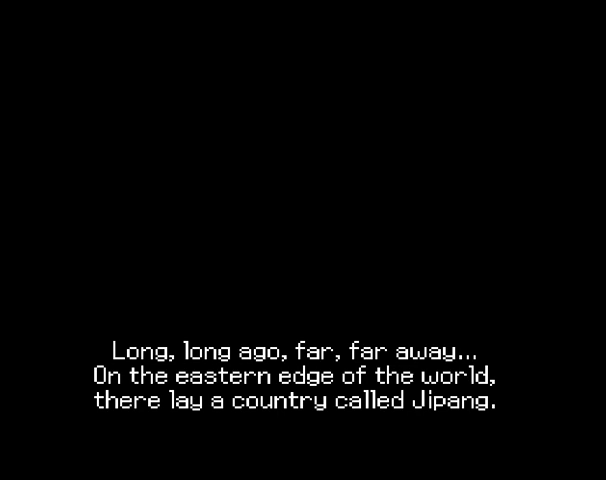 Long, long ago, far, far away...
On the eastern edge of the world,
there lay a country called Jipang.